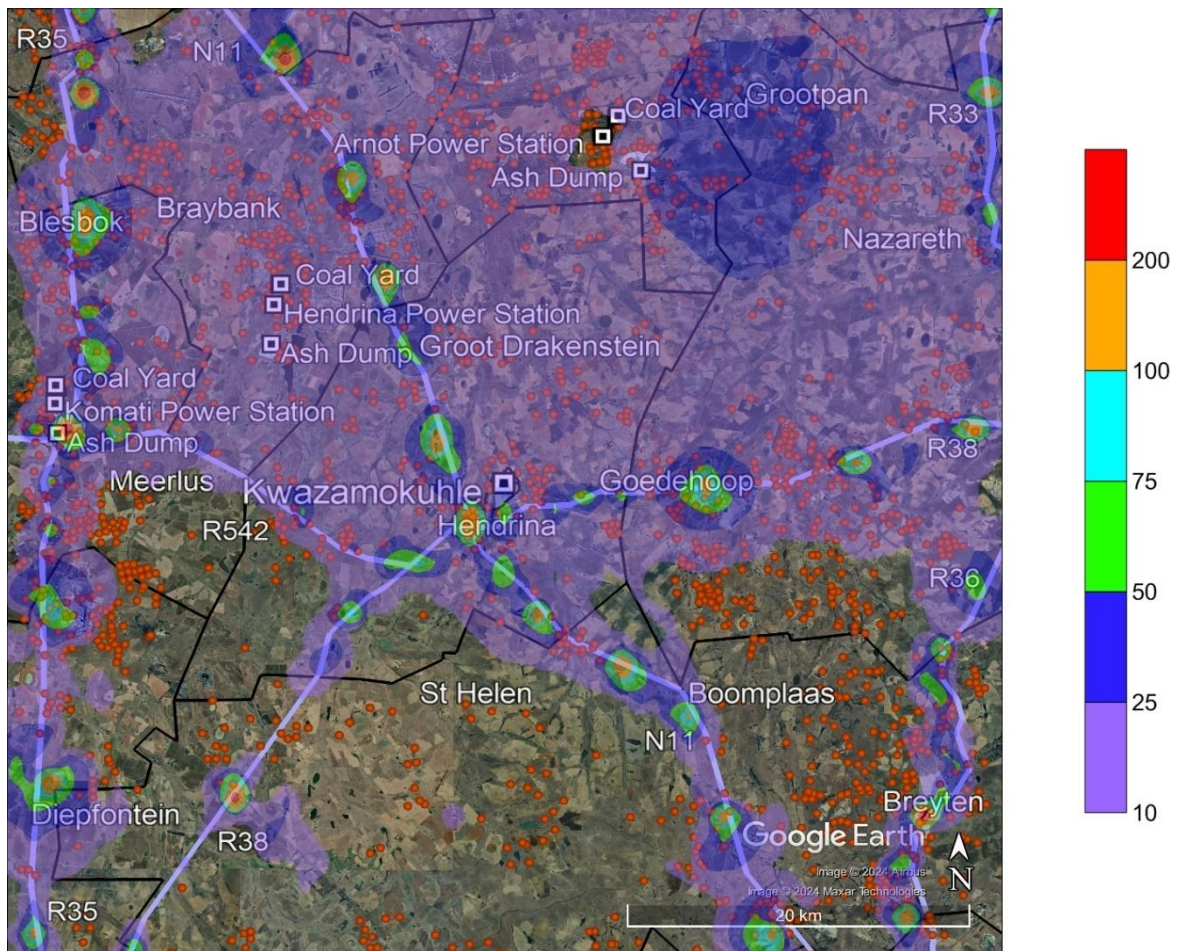 R35
N11
Coal Yard
Grootpan
R33
Arnot Power Station
Ash Dump
Blesbok
Braybank
Nazareth
Coal Yard
Hendrina Power Station
Ash Dump
Groot Drakenstein
Coal Yard
Komati Power Station
Ash Dump
R38
Meerlus
Kwazamokuhle
Goedehoop
R542
Hendrina
R36
St Helen
Boomplaas
N11
Diepfontein
R38
Breyten
Google Earth
Image © 2024 Airbus
Image © 2024 Maxar Technologies
N
R35
20 km
200
100
75
50
25
10